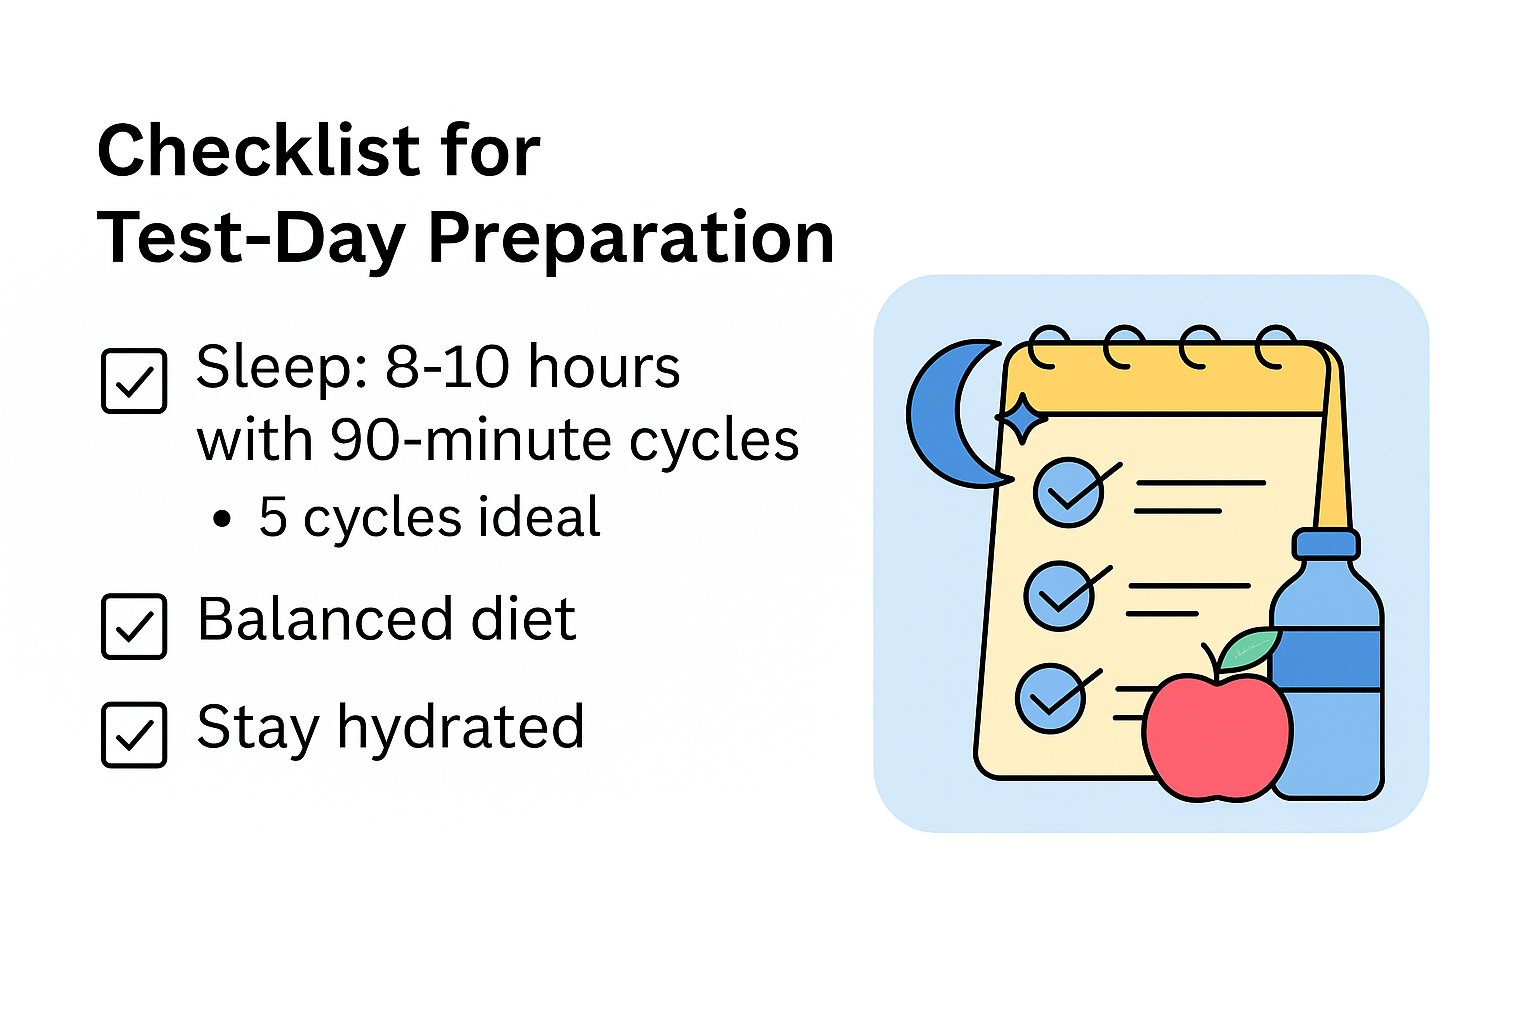 Checklist for
Test-Day Preparation
Sleep: 8-10 hours
with 90-minute cycles
• 5 cycles ideal
Balanced diet
Stay hydrated